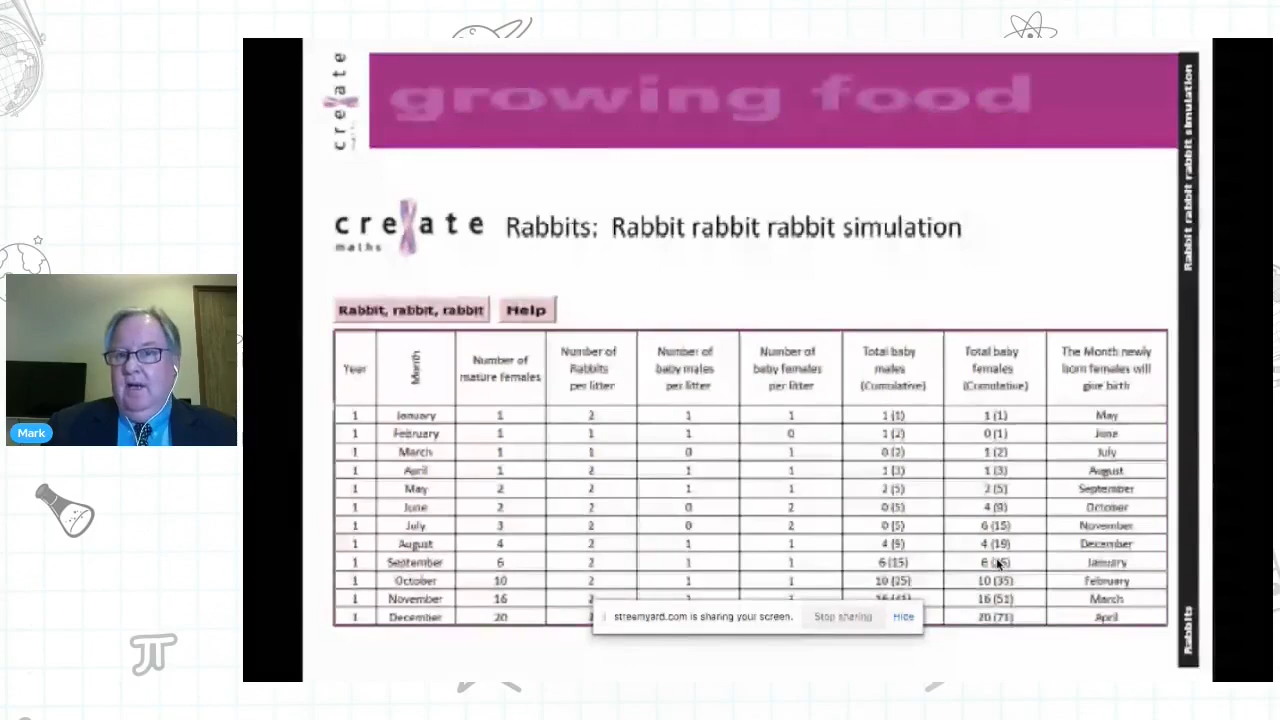 growing food
cre ate
maths
cre ate
maths
Rabbits: Rabbit rabbit rabbit simulation
Rabbit rabbit rabbit simulation
Rabbits
Rabbit, rabbit, rabbit Help
Year Month Number of mature females Number of Rabbits per litter Number of baby males per litter Number of baby females per litter Total baby males (Cumulative) Total baby females (Cumulative) The Month newly born females will give birth
1 January 1 2 1 1 1 (1) 1 (1) May
1 February 1 1 1 0 1 (2) 0 (1) June
1 March 1 1 0 1 0 (2) 1 (2) July
1 April 1 2 1 1 1 (3) 1 (3) August
1 May 2 2 1 1 2 (5) 2 (5) September
1 June 2 2 0 2 0 (5) 4 (9) October
1 July 3 2 0 2 0 (5) 6 (15) November
1 August 4 2 1 1 4 (9) 4 (19) December
1 September 6 2 1 1 6 (15) 6 January
1 October 10 2 1 1 10 (25) 10 (35) February
1 November 16 2 16 (51) March
1 December 20 20 (71) April
streamyard.com is sharing your screen. Stop sharing Hide
Mark
π